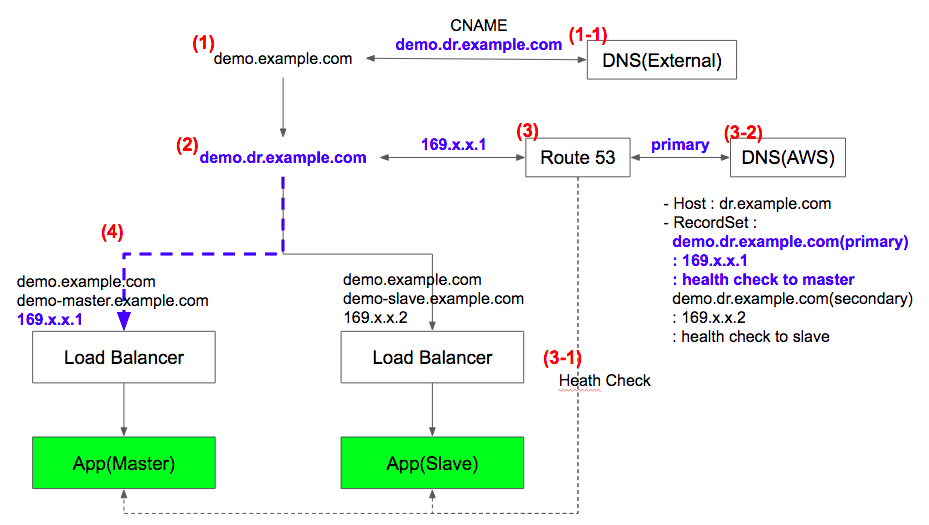 CNAME
(1)
demo.dr.example.com
(1-1)
demo.example.com
DNS(External)
(2)
demo.dr.example.com
169.x.x.1
(3)
Route 53
primary
(3-2)
DNS(AWS)
- Host : dr.example.com
- RecordSet :
demo.dr.example.com(primary)
: 169.x.x.1
: health check to master
demo.dr.example.com(secondary)
: 169.x.x.2
: health check to slave
(4)
demo.example.com
demo-master.example.com
169.x.x.1
demo.example.com
demo-slave.example.com
169.x.x.2
Load Balancer
Load Balancer
(3-1)
Heath Check
App(Master)
App(Slave)